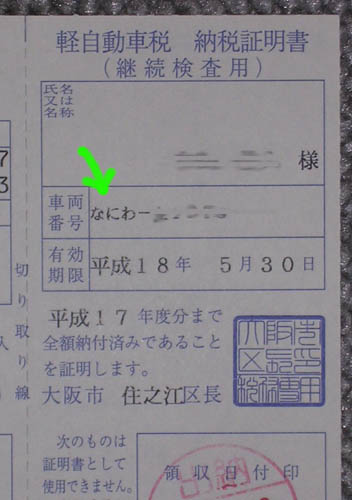 軽自動車税 納税証明書
（継続検査用）
氏名
又は
名称
様
車両
番号
なにわー
有効
期限
平成18年 5月30日
平成17年度分まで
全額納付済みであること
を証明します。
大阪市 住之江区長
次のものは
証明書として
使用できません。
領収日付印
切り取り線